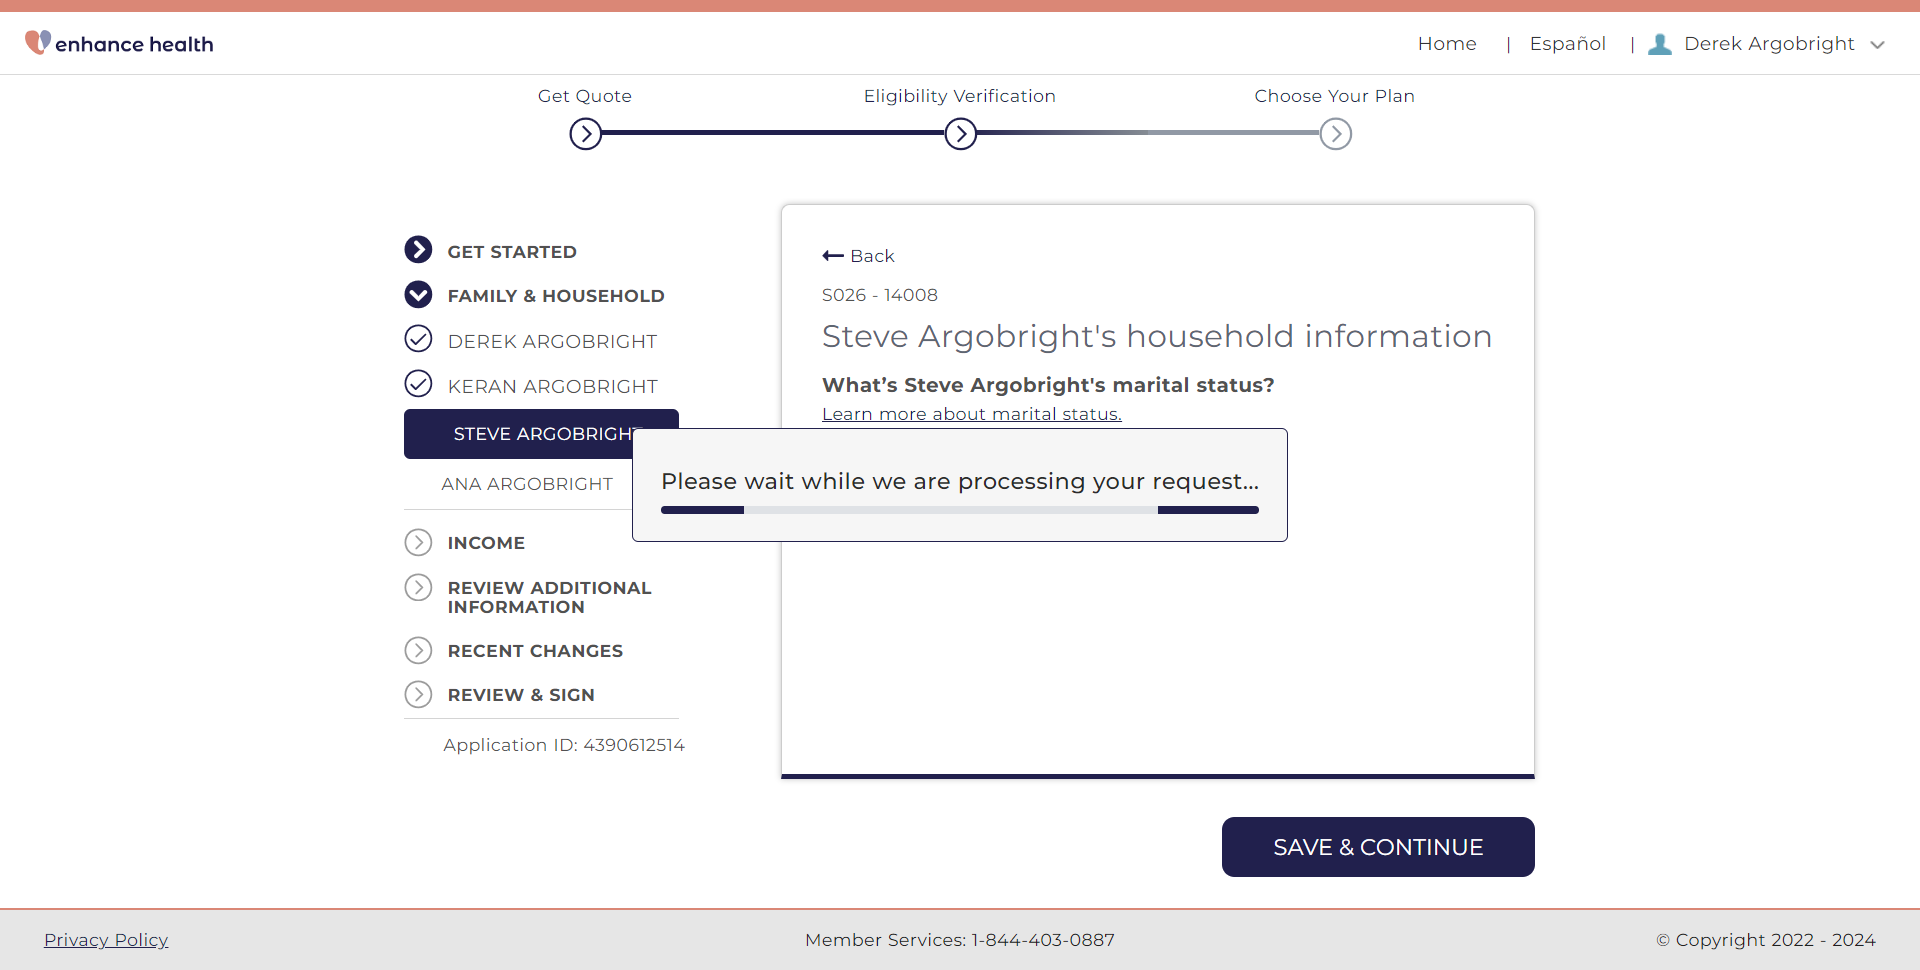 enhance health
Home | Español | Derek Argobright
Get Quote
Eligibility Verification
Choose Your Plan
GET STARTED
FAMILY & HOUSEHOLD
DEREK ARGOBRIGHT
KERAN ARGOBRIGHT
STEVE ARGOBRIGHT
ANA ARGOBRIGHT
INCOME
REVIEW ADDITIONAL
INFORMATION
RECENT CHANGES
REVIEW & SIGN
Application ID: 4390612514
Back
S026 - 14008
Steve Argobright's household information
What’s Steve Argobright's marital status?
Learn more about marital status.
Please wait while we are processing your request...
SAVE & CONTINUE
Privacy Policy
Member Services: 1-844-403-0887
© Copyright 2022 - 2024